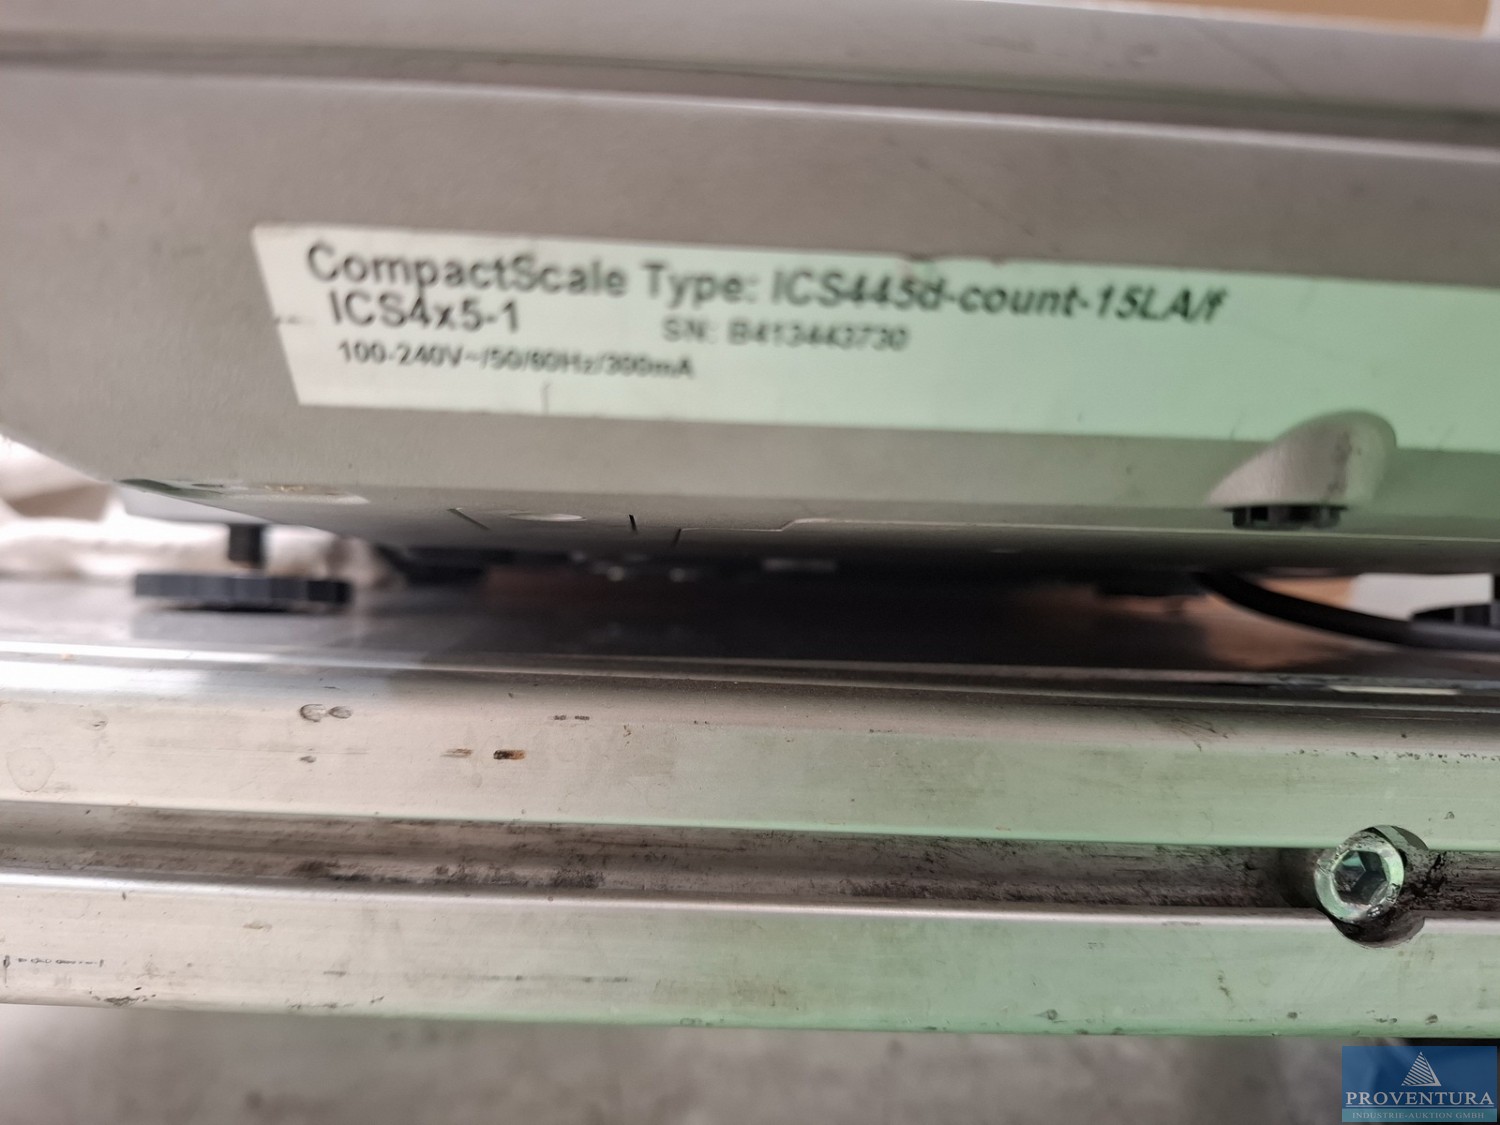 CompactScale Type: ICS445d-count-15LA/f
ICS4x5-1
SN: B413443730
100-240V~/50/60Hz/300mA
PROVENTURA
INDUSTRIE-AUKTION GMBH